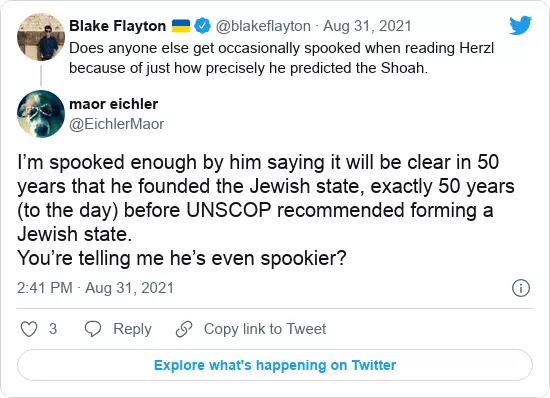 Blake Flayton @blakeflayton · Aug 31, 2021
Does anyone else get occasionally spooked when reading Herzl
because of just how precisely he predicted the Shoah.
maor eichler
@EichlerMaor
I’m spooked enough by him saying it will be clear in 50
years that he founded the Jewish state, exactly 50 years
(to the day) before UNSCOP recommended forming a
Jewish state.
You’re telling me he’s even spookier?
2:41 PM · Aug 31, 2021
3 Reply Copy link to Tweet
Explore what's happening on Twitter